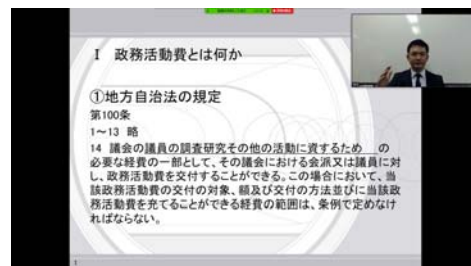 Ⅰ 政務活動費とは何か
①地方自治法の規定
第100条
1～13 略
14 議会の議員の調査研究その他の活動に資するため の
必要な経費の一部として、その議会における会派又は議員に対
し、政務活動費を交付することができる。この場合において、当
該政務活動費の交付の対象、額及び交付の方法並びに当該政
務活動費を充てることができる経費の範囲は、条例で定めなけ
ればならない。
1